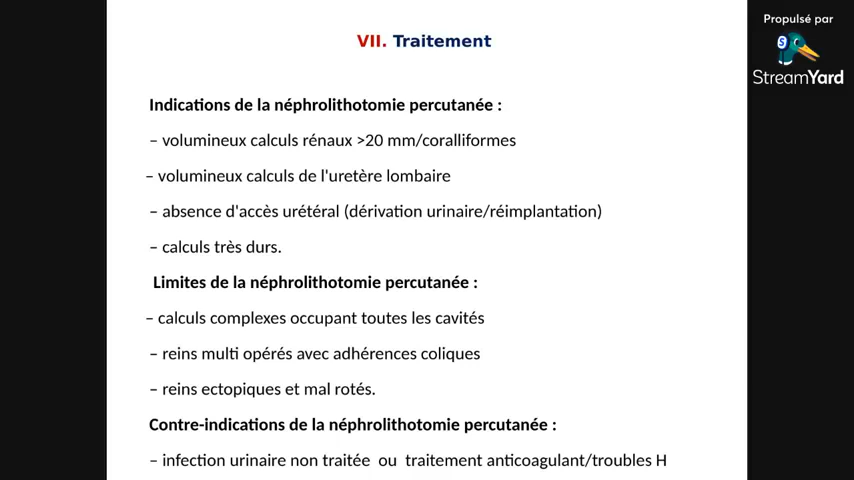 Propulsé par
StreamYard
VII. Traitement
Indications de la néphrolithotomie percutanée :
– volumineux calculs rénaux >20 mm/coralliformes
– volumineux calculs de l'uretère lombaire
– absence d'accès urétéral (dérivation urinaire/réimplantation)
– calculs très durs.
Limites de la néphrolithotomie percutanée :
– calculs complexes occupant toutes les cavités
– reins multi opérés avec adhérences coliques
– reins ectopiques et mal rotés.
Contre-indications de la néphrolithotomie percutanée :
– infection urinaire non traitée ou traitement anticoagulant/troubles H